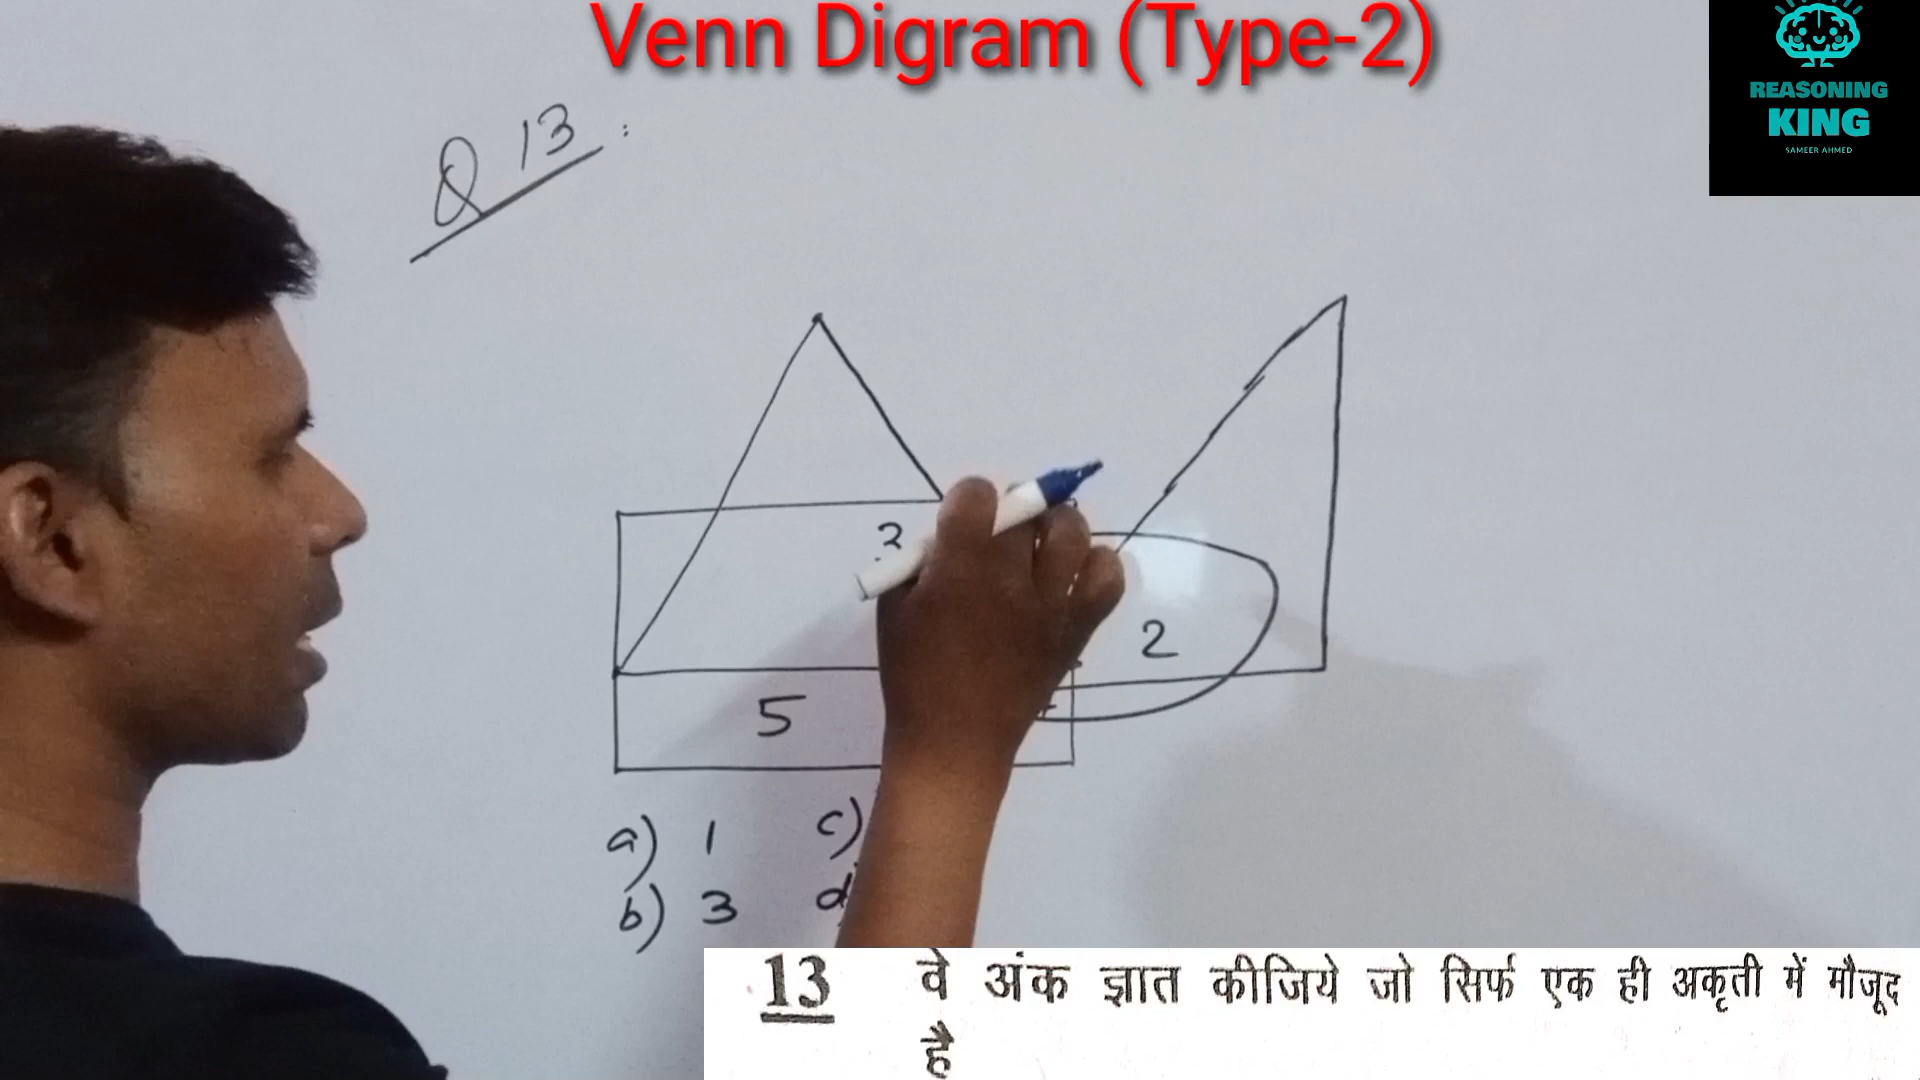 Venn Digram (Type-2)
REASONING
KING
SAMEER AHMED
Q 13 :
3
2
5
a) 1 c)
b) 3 d)
13 वे अंक ज्ञात कीजिये जो सिर्फ एक ही अकृती में मौजूद
है